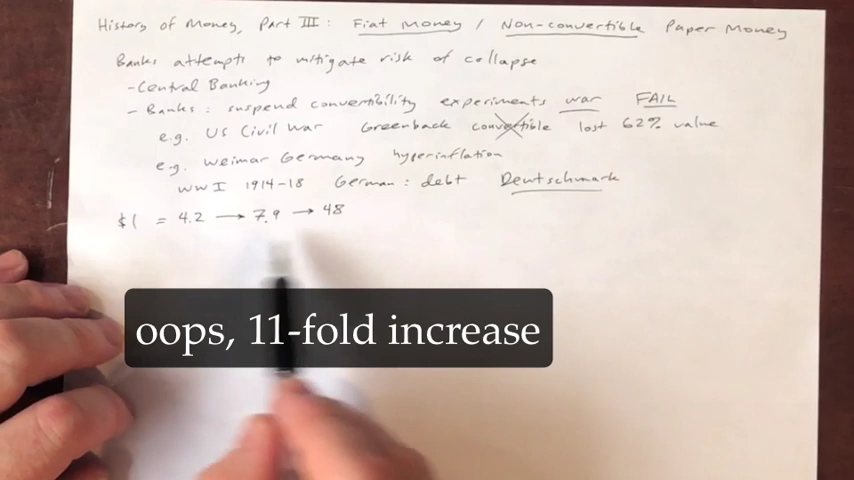 History of Money, Part III: Fiat Money / Non-convertible Paper Money
Banks attempts to mitigate risk of collapse
- Central Banking
- Banks: suspend convertibility experiments war FAIL
e.g. US Civil War Greenback convertible lost 62% value
e.g. Weimar Germany hyperinflation
WWI 1914-18 German: debt Deutschmark
$1 = 4.2 → 7.9 → 48
oops, 11-fold increase